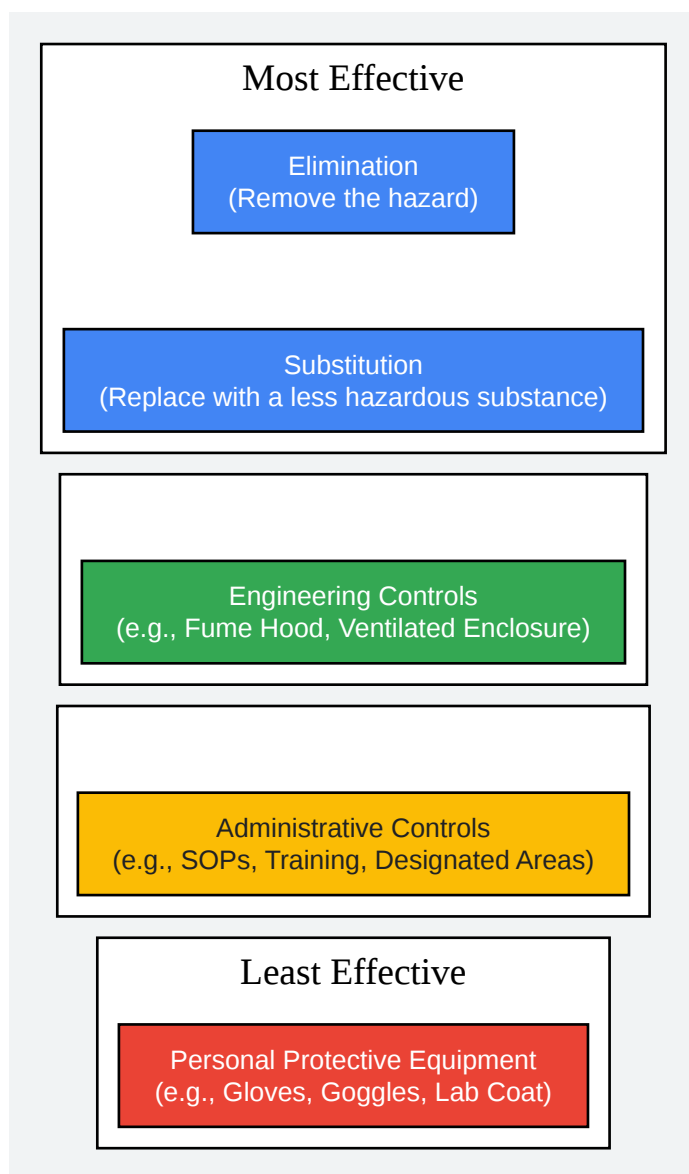 Most Effective
Elimination
(Remove the hazard)
Substitution
(Replace with a less hazardous substance)
Engineering Controls
(e.g., Fume Hood, Ventilated Enclosure)
Administrative Controls
(e.g., SOPs, Training, Designated Areas)
Least Effective
Personal Protective Equipment
(e.g., Gloves, Goggles, Lab Coat)